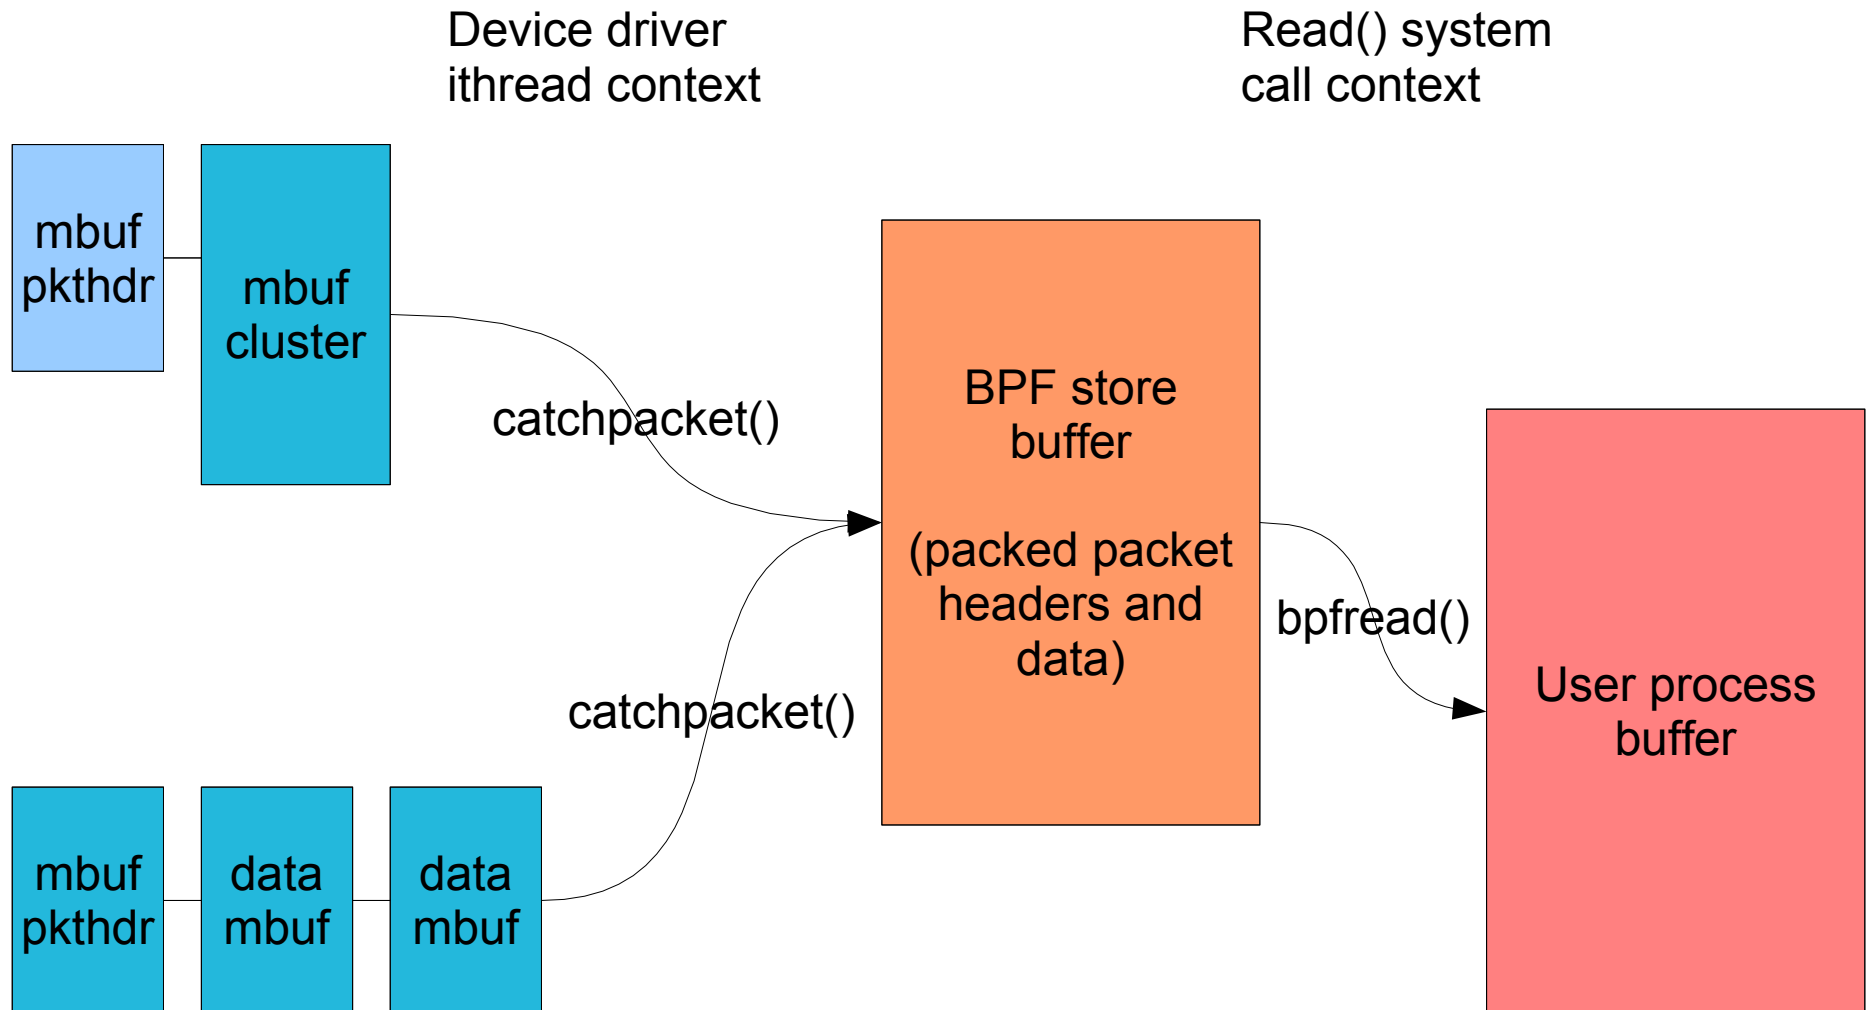 Device driver
ithread context
Read() system
call context
mbuf
pkthdr
mbuf
cluster
catchpacket()
BPF store
buffer
(packed packet
headers and
data)
bpfread()
User process
buffer
catchpacket()
mbuf
pkthdr
data
mbuf
data
mbuf